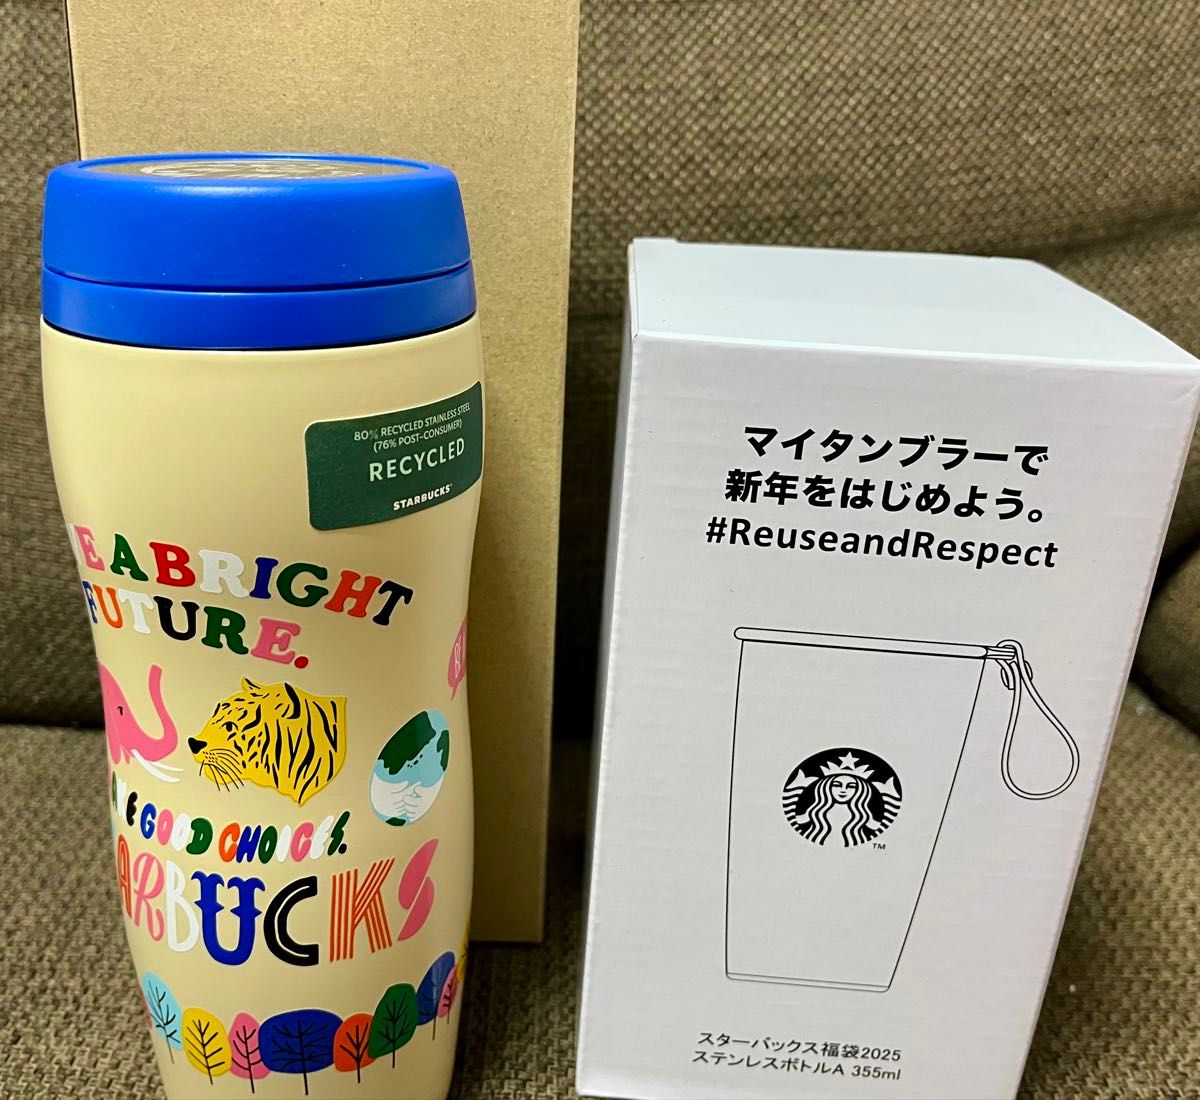 80% RECYCLED STAINLESS STEEL
(76% POST-CONSUMER)
RECYCLED
STARBUCKS
A BRIGHT
FUTURE.
GOOD CHOICES.
ARBUCKS
マイタンブラーで
新年をはじめよう。
#ReuseandRespect
TM
スターバックス福袋2025
ステンレスボトルA 355ml